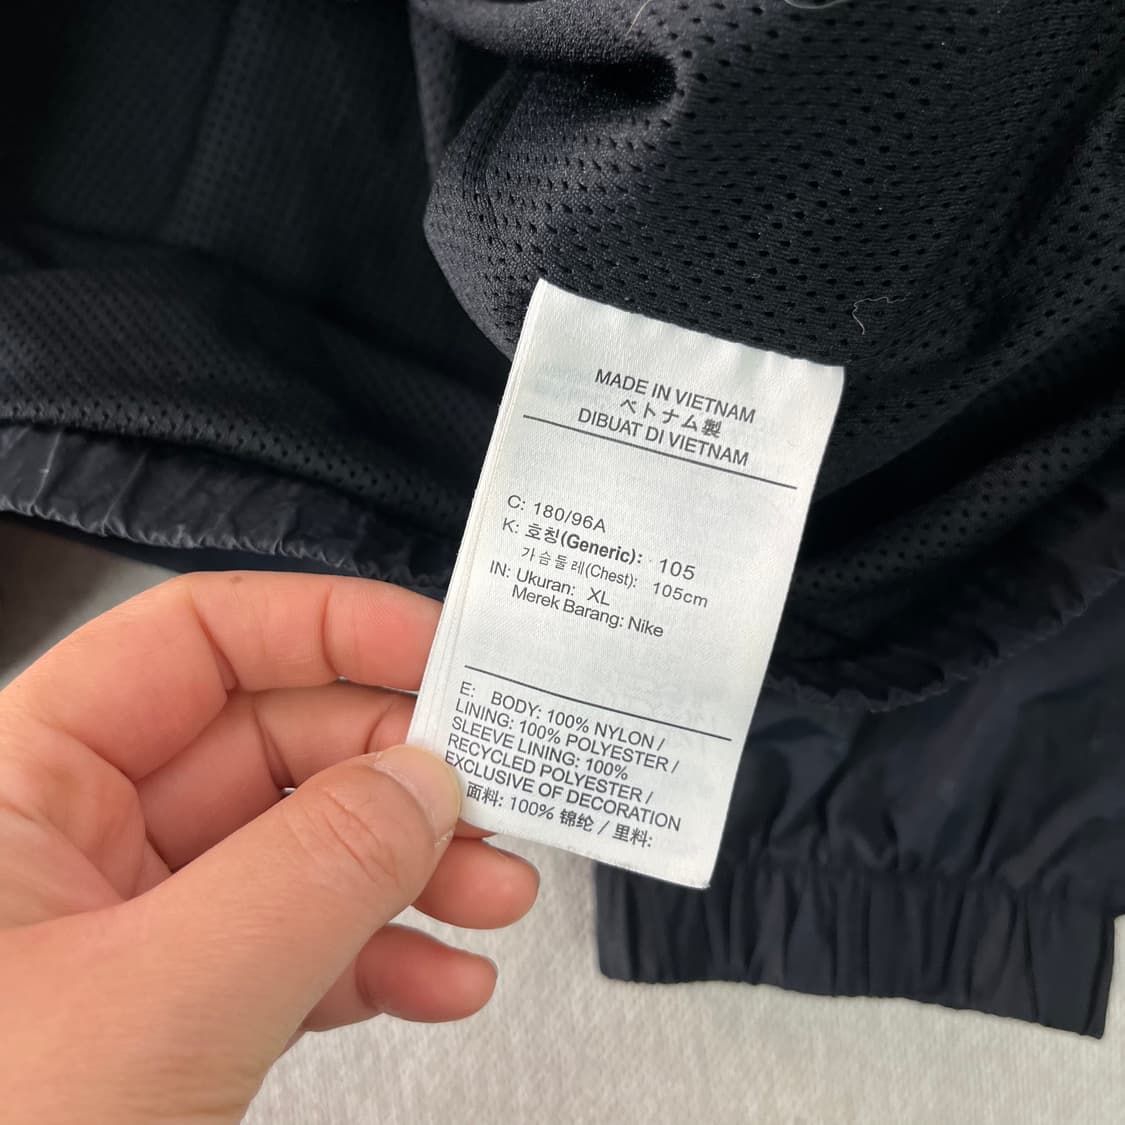 MADE IN VIETNAM
ベトナム製
DIBUAT DI VIETNAM
C: 180/96A
K: 호칭(Generic): 105
가슴둘레(Chest): 105cm
IN: Ukuran: XL
Merek Barang: Nike
E: BODY: 100% NYLON /
LINING: 100% POLYESTER /
SLEEVE LINING: 100%
RECYCLED POLYESTER /
EXCLUSIVE OF DECORATION
面料: 100% 锦纶 / 里料: